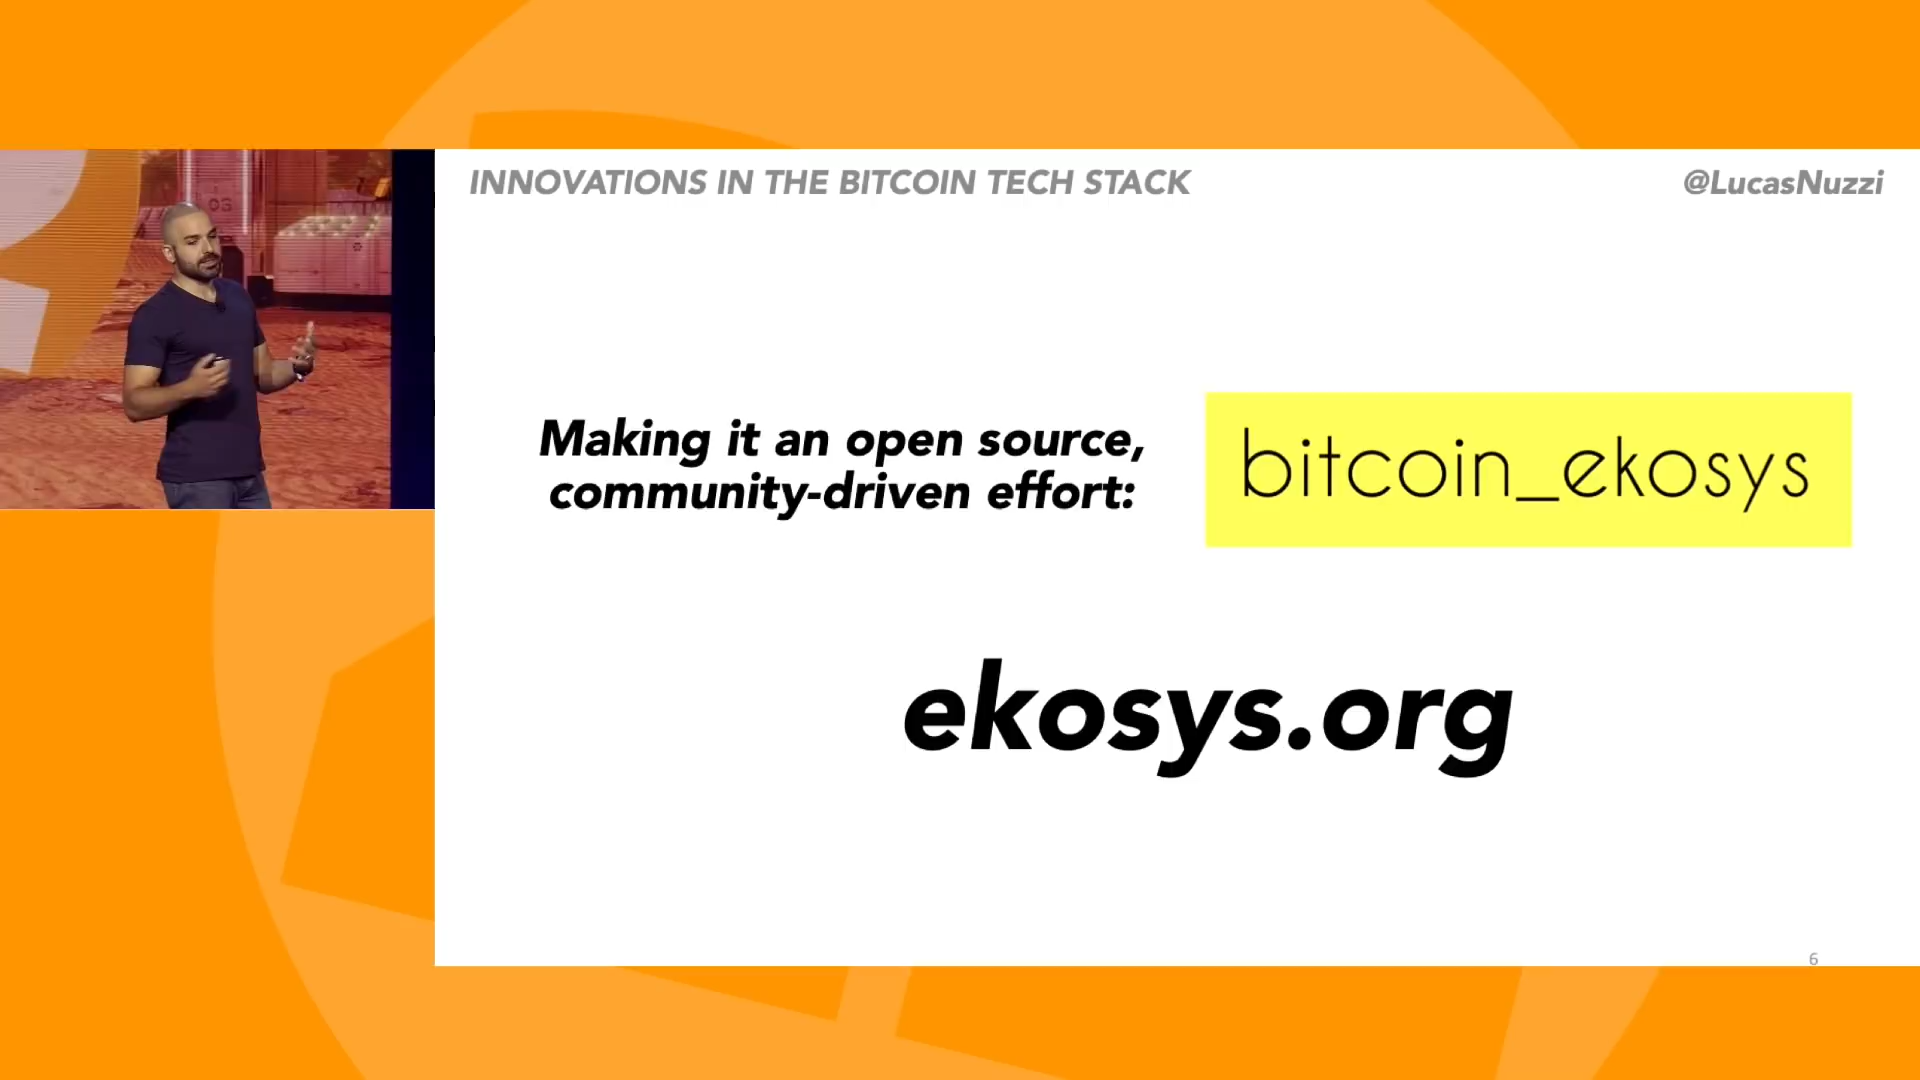 INNOVATIONS IN THE BITCOIN TECH STACK
@LucasNuzzi
03
Making it an open source,
community-driven effort:
bitcoin_ekosys
ekosys.org
6